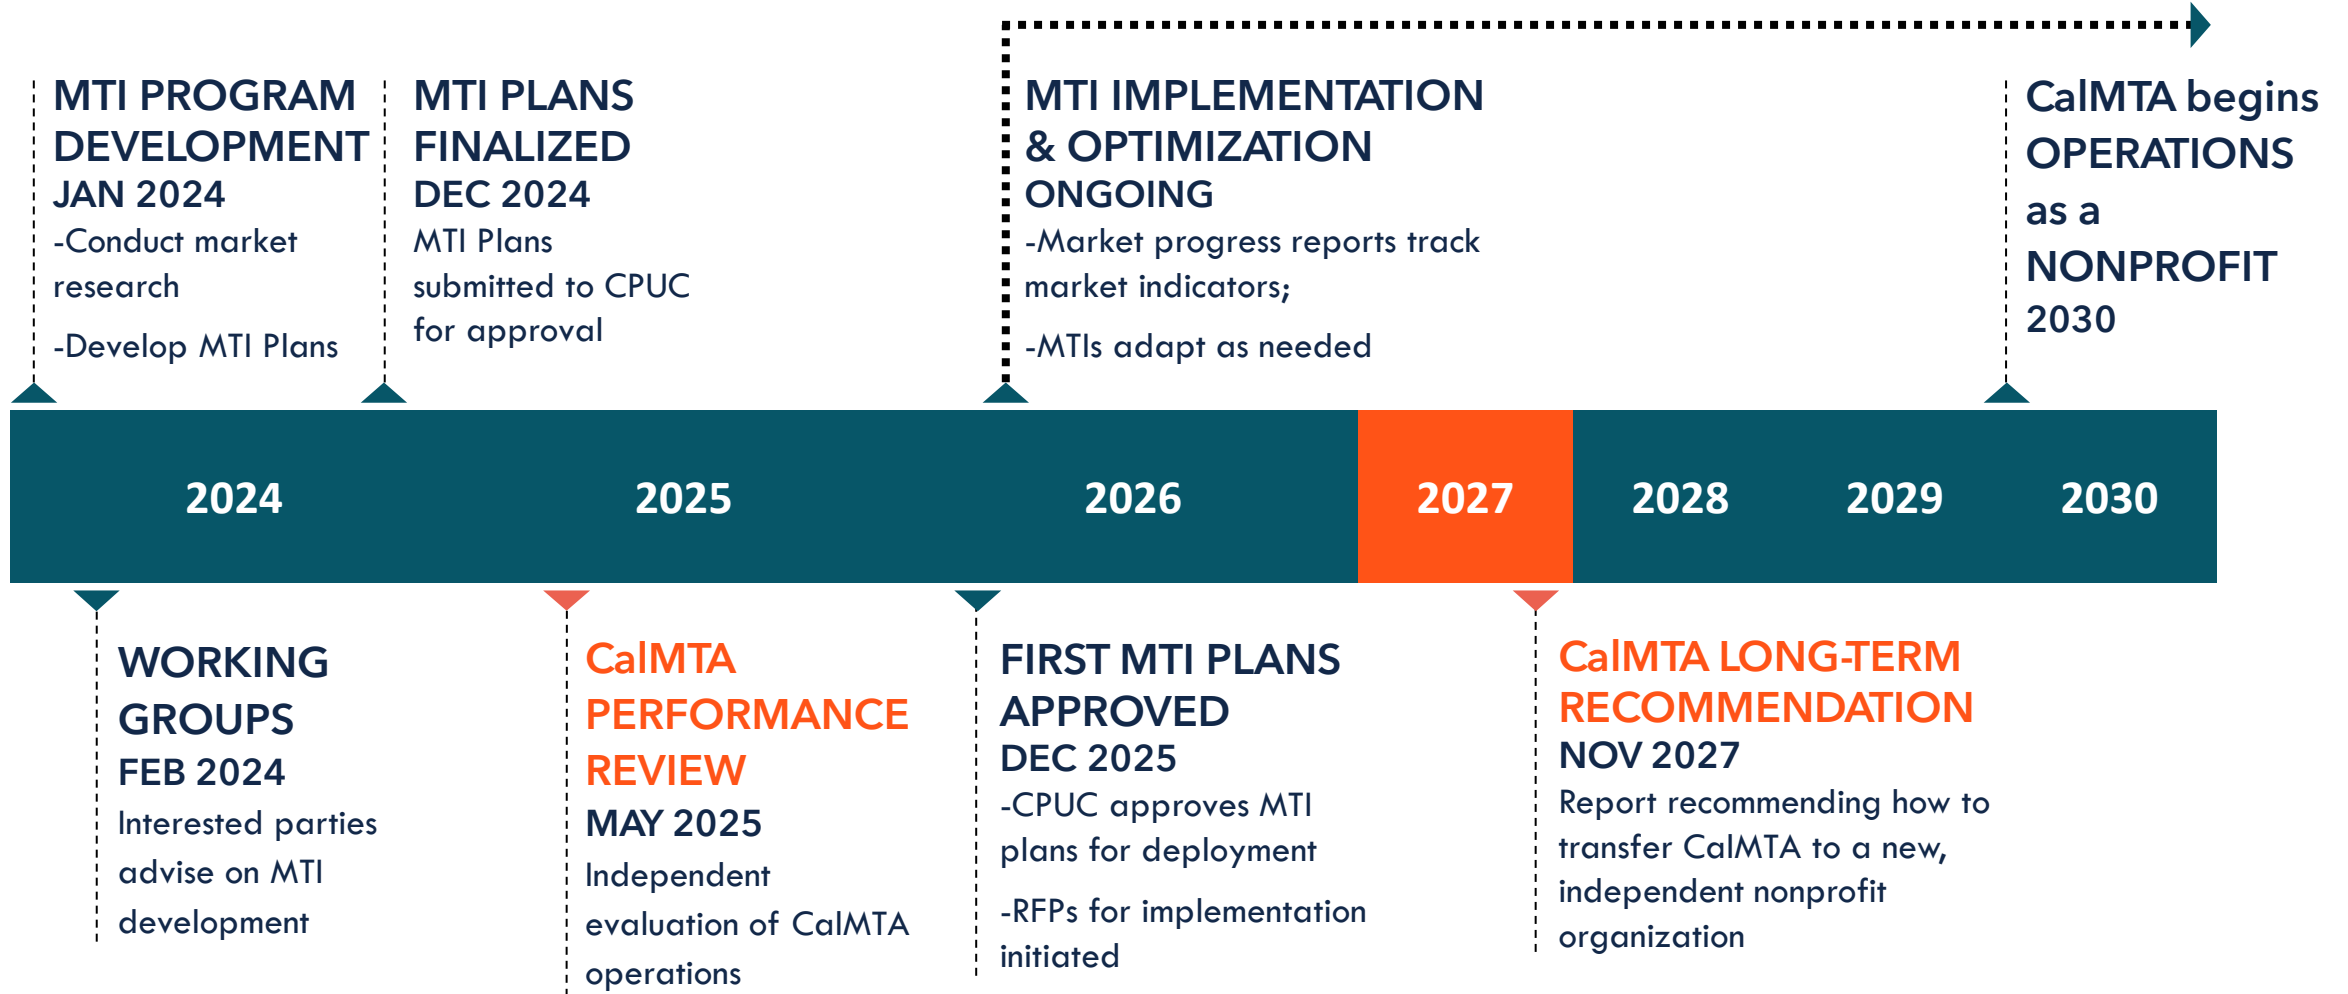 MTI PROGRAM
DEVELOPMENT
JAN 2024
-Conduct market
research
-Develop MTI Plans
MTI PLANS
FINALIZED
DEC 2024
MTI Plans
submitted to CPUC
for approval
MTI IMPLEMENTATION
& OPTIMIZATION
ONGOING
-Market progress reports track
market indicators;
-MTIs adapt as needed
CalMTA begins
OPERATIONS
as a
NONPROFIT
2030
2024
2025
2026
2027
2028
2029
2030
WORKING
GROUPS
FEB 2024
Interested parties
advise on MTI
development
CalMTA
PERFORMANCE
REVIEW
MAY 2025
Independent
evaluation of CalMTA
operations
FIRST MTI PLANS
APPROVED
DEC 2025
-CPUC approves MTI
plans for deployment
-RFPs for implementation
initiated
CalMTA LONG-TERM
RECOMMENDATION
NOV 2027
Report recommending how to
transfer CalMTA to a new,
independent nonprofit
organization